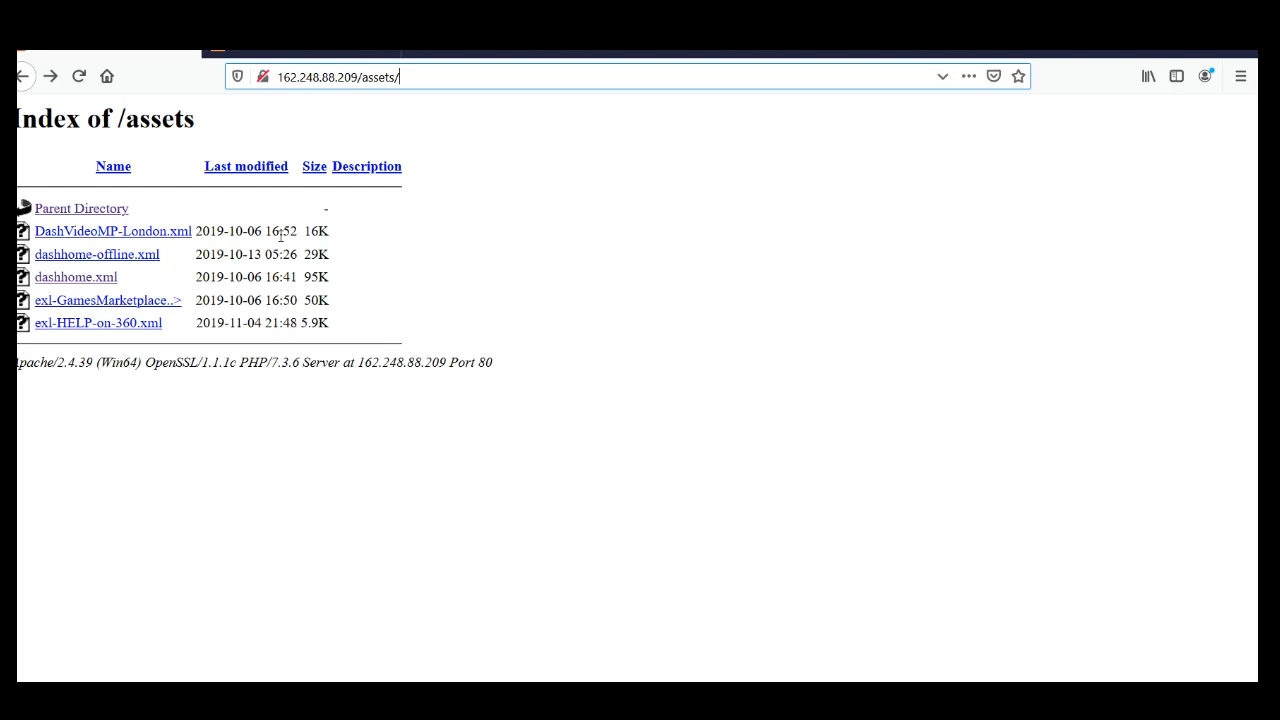 162.248.88.209/assets/
Index of /assets
Name Last modified Size Description
Parent Directory -
DashVideoMP-London.xml 2019-10-06 16:52 16K
dashhome-offline.xml 2019-10-13 05:26 29K
dashhome.xml 2019-10-06 16:41 95K
exl-GamesMarketplace..> 2019-10-06 16:50 50K
exl-HELP-on-360.xml 2019-11-04 21:48 5.9K
Apache/2.4.39 (Win64) OpenSSL/1.1.1c PHP/7.3.6 Server at 162.248.88.209 Port 80